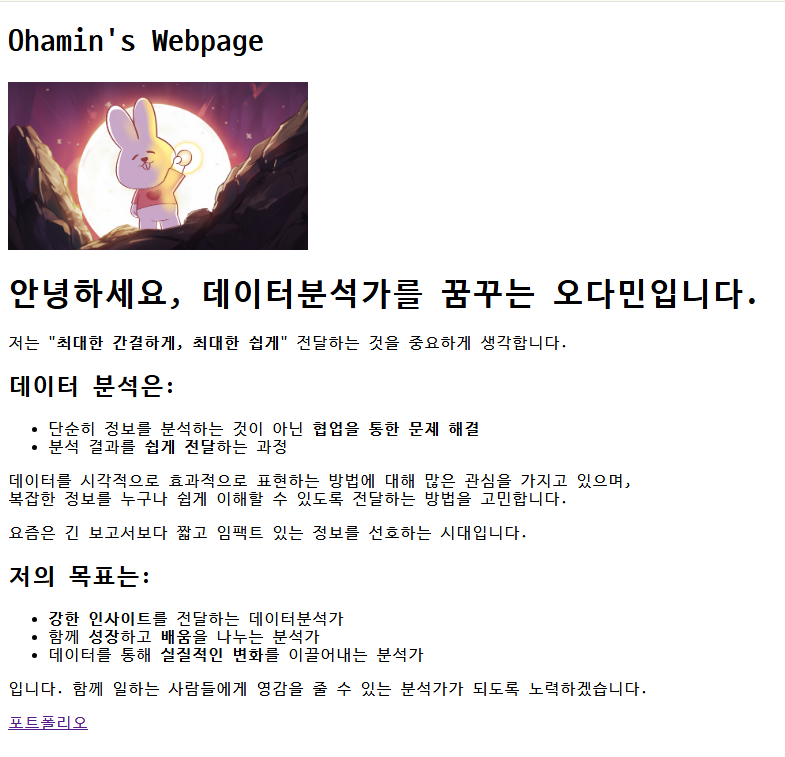 Ohamin's Webpage
안녕하세요, 데이터분석가를 꿈꾸는 오다민입니다.
저는 "최대한 간결하게, 최대한 쉽게" 전달하는 것을 중요하게 생각합니다.
데이터 분석은:
• 단순히 정보를 분석하는 것이 아닌 협업을 통한 문제 해결
• 분석 결과를 쉽게 전달하는 과정
데이터를 시각적으로 효과적으로 표현하는 방법에 대해 많은 관심을 가지고 있으며,
복잡한 정보를 누구나 쉽게 이해할 수 있도록 전달하는 방법을 고민합니다.
요즘은 긴 보고서보다 짧고 임팩트 있는 정보를 선호하는 시대입니다.
저의 목표는:
• 강한 인사이트를 전달하는 데이터분석가
• 함께 성장하고 배움을 나누는 분석가
• 데이터를 통해 실질적인 변화를 이끌어내는 분석가
입니다. 함께 일하는 사람들에게 영감을 줄 수 있는 분석가가 되도록 노력하겠습니다.
포트폴리오